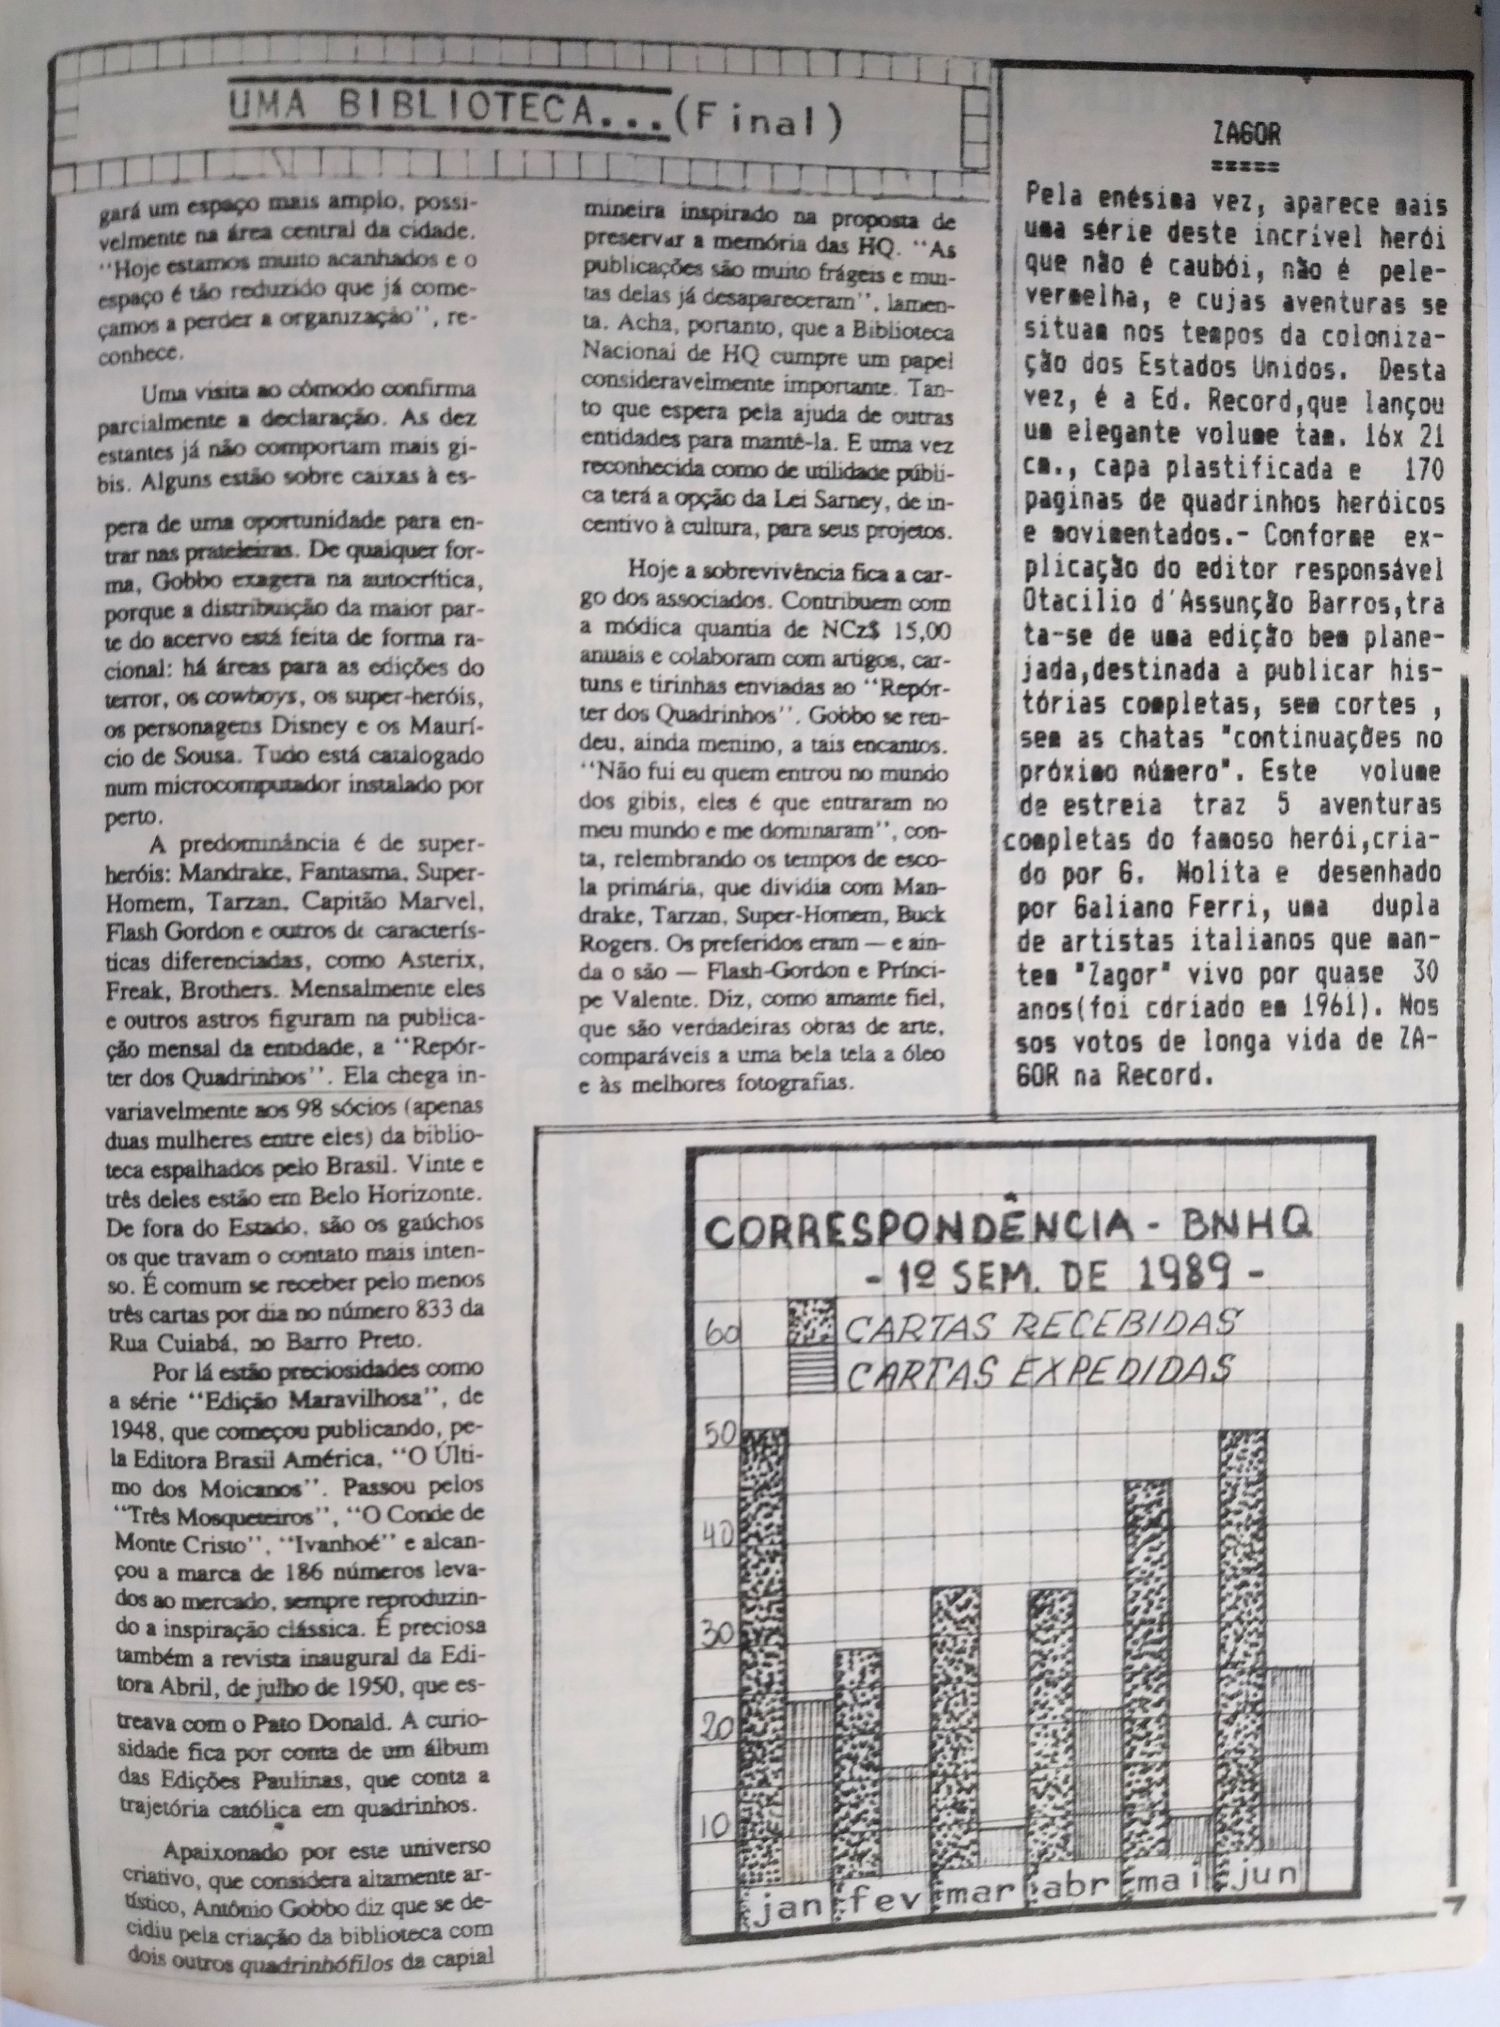 UMA BIBLIOTECA...(Final)
gará um espaço mais amplo, possi-
velmente na área central da cidade.
"Hoje estamos muito acanhados e o
espaço é tão reduzido que já come-
çamos a perder a organização", re-
conhece.
Uma visita ao cômodo confirma
parcialmente a declaração. As dez
estantes já não comportam mais gi-
bis. Alguns estão sobre caixas à es-
pera de uma oportunidade para en-
trar nas prateleiras. De qualquer for-
ma, Gobbo exagera na autocrítica,
porque a distribuição da maior par-
te do acervo está feita de forma ra-
cional: há áreas para as edições do
terror, os cowboys, os super-heróis,
os personagens Disney e os Maurí-
cio de Sousa. Tudo está catalogado
num microcomputador instalado por
perto.
A predominância é de super-
heróis: Mandrake, Fantasma, Super-
Homem, Tarzan, Capitão Marvel,
Flash Gordon e outros de caracterís-
ticas diferenciadas, como Asterix,
Freak, Brothers. Mensalmente eles
e outros astros figuram na publica-
ção mensal da entidade, a "Repór-
ter dos Quadrinhos". Ela chega in-
variavelmente aos 98 sócios (apenas
duas mulheres entre eles) da biblio-
teca espalhados pelo Brasil. Vinte e
três deles estão em Belo Horizonte.
De fora do Estado, são os gaúchos
os que travam o contato mais inten-
so. É comum se receber pelo menos
três cartas por dia no número 833 da
Rua Cuiabá, no Barro Preto.
Por lá estão preciosidades como
a série "Edição Maravilhosa", de
1948, que começou publicando, pe-
la Editora Brasil América, "O Últi-
mo dos Moicanos". Passou pelos
"Três Mosqueteiros", "O Conde de
Monte Cristo", "Ivanhoé" e alcan-
çou a marca de 186 números leva-
dos ao mercado, sempre reproduzin-
do a inspiração clássica. É preciosa
também a revista inaugural da Edi-
tora Abril, de julho de 1950, que es-
treava com o Pato Donald. A curio-
sidade fica por conta de um álbum
das Edições Paulinas, que conta a
trajetória católica em quadrinhos.
Apaixonado por este universo
criativo, que considera altamente ar-
tístico, Antônio Gobbo diz que se de-
cidiu pela criação da biblioteca com
dois outros quadrinhófilos da capial
mineira inspirado na proposta de
preservar a memória das HQ. "As
publicações são muito frágeis e mui-
tas delas já desapareceram", lamen-
ta. Acha, portanto, que a Biblioteca
Nacional de HQ cumpre um papel
consideravelmente importante. Tan-
to que espera pela ajuda de outras
entidades para mantê-la. E uma vez
reconhecida como de utilidade públi-
ca terá a opção da Lei Sarney, de in-
centivo à cultura, para seus projetos.
Hoje a sobrevivência fica a car-
go dos associados. Contribuem com
a módica quantia de NCz$ 15,00
anuais e colaboram com artigos, car-
tuns e tirinhas enviadas ao "Repór-
ter dos Quadrinhos". Gobbo se ren-
deu, ainda menino, a tais encantos.
"Não fui eu quem entrou no mundo
dos gibis, eles é que entraram no
meu mundo e me dominaram", con-
ta, relembrando os tempos de esco-
la primária, que dividia com Man-
drake, Tarzan, Super-Homem, Buck
Rogers. Os preferidos eram — e ain-
da o são — Flash-Gordon e Prínci-
pe Valente. Diz, como amante fiel,
que são verdadeiras obras de arte,
comparáveis a uma bela tela a óleo
e às melhores fotografias.
ZAGOR
=====
Pela enésima vez, aparece mais
uma série deste incrível herói
que não é caubói, não é pele-
vermelha, e cujas aventuras se
situam nos tempos da coloniza-
ção dos Estados Unidos. Desta
vez, é a Ed. Record,que lançou
um elegante volume tam. 16x 21
cm., capa plastificada e 170
paginas de quadrinhos heróicos
e movimentados.- Conforme ex-
plicação do editor responsável
Otacilio d'Assunção Barros,tra
ta-se de uma edição bem plane-
jada,destinada a publicar his-
tórias completas, sem cortes ,
sem as chatas "continuações no
próximo número". Este volume
de estreia traz 5 aventuras
completas do famoso herói,cria-
do por G. Nolita e desenhado
por Galiano Ferri, uma dupla
de artistas italianos que man-
tem "Zagor" vivo por quase 30
anos(foi cdriado em 1961). Nos
sos votos de longa vida de ZA-
GOR na Record.
CORRESPONDÊNCIA - BNHQ
- 1º SEM. DE 1989 -
60
CARTAS RECEBIDAS
CARTAS EXPEDIDAS
50
40
30
20
10
jan fev mar abr mai jun
7